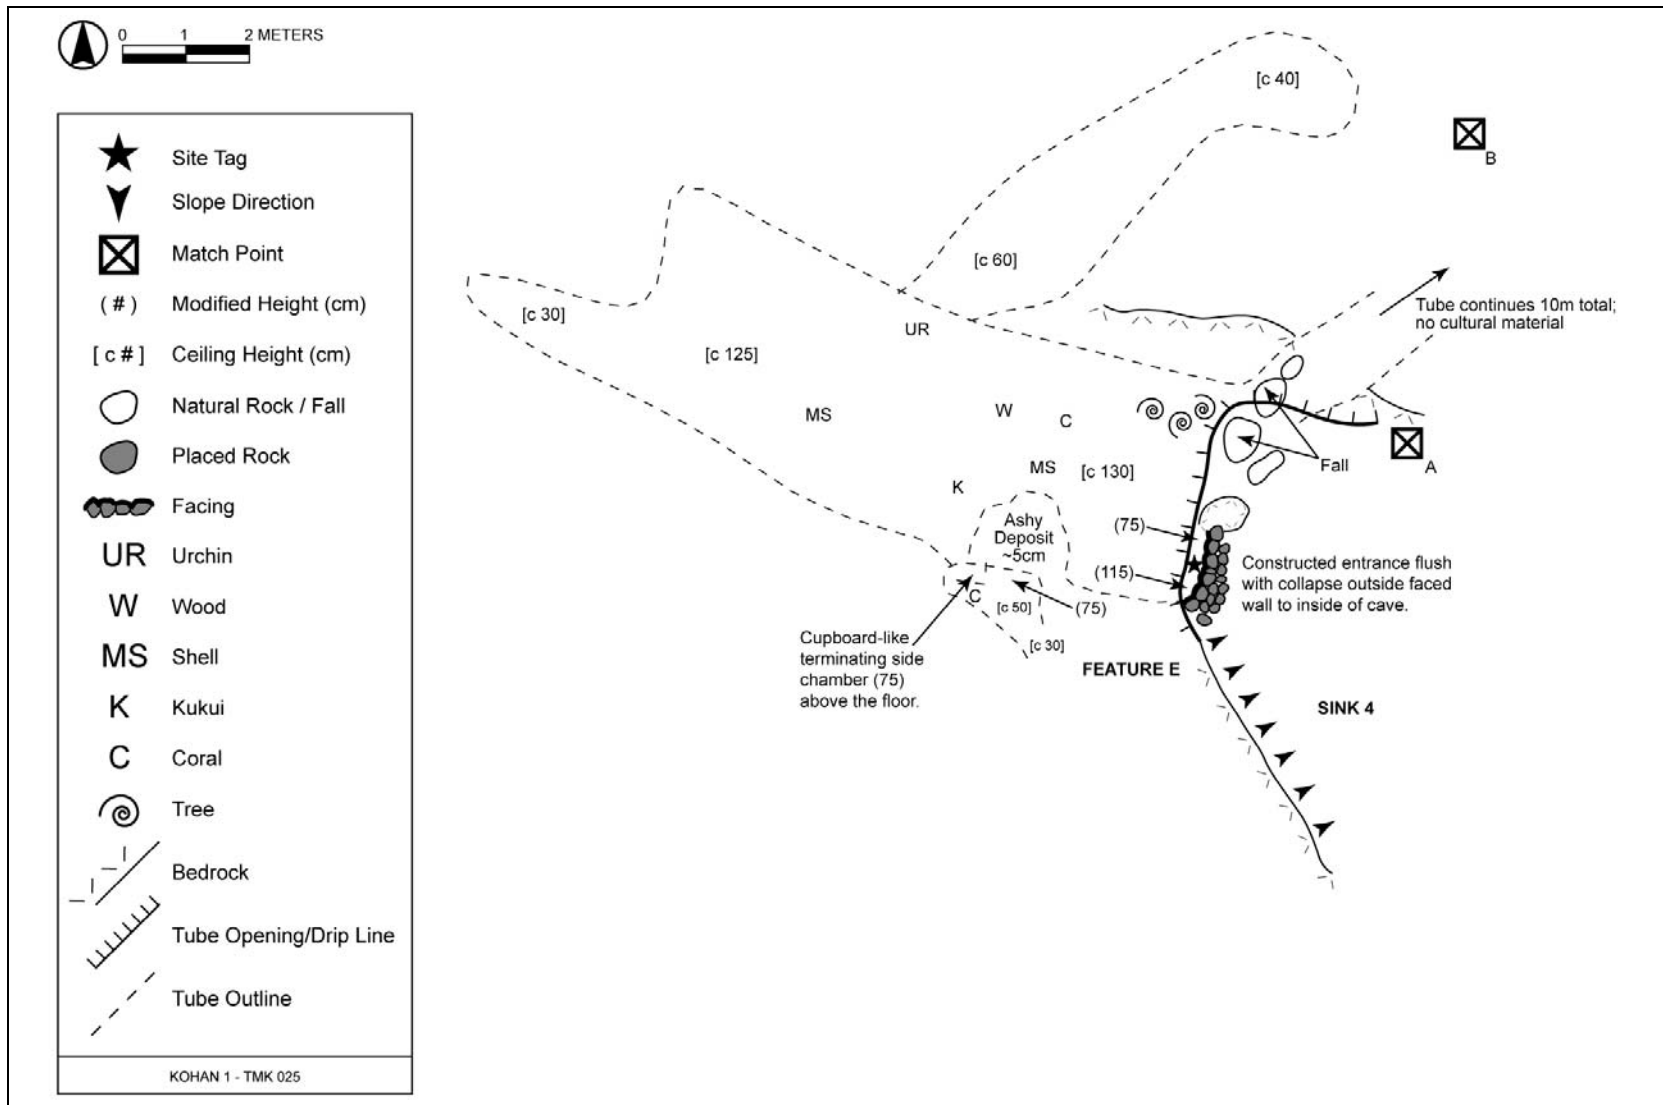 0 1 2 METERS
Site Tag
Slope Direction
Match Point
( # ) Modified Height (cm)
[ c # ] Ceiling Height (cm)
Natural Rock / Fall
Placed Rock
Facing
UR Urchin
W Wood
MS Shell
K Kukui
C Coral
Tree
Bedrock
Tube Opening/Drip Line
Tube Outline
KOHAN 1 - TMK 025
[c 40]
B
[c 60]
[c 30]
UR
Tube continues 10m total;
no cultural material
[c 125]
MS
W
C
Fall
A
MS
[c 130]
K
Ashy
Deposit
~5cm
(75)
(115)
Constructed entrance flush
with collapse outside faced
wall to inside of cave.
C
[c 50]
(75)
[c 30]
Cupboard-like
terminating side
chamber (75)
above the floor.
FEATURE E
SINK 4